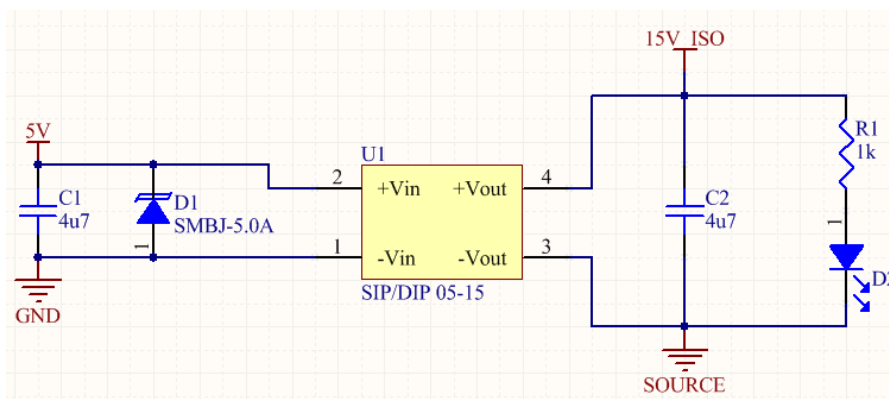 15V_ISO
5V
U1
R1
1k
2
+Vin
+Vout
4
C1
4u7
D1
SMBJ-5.0A
C2
4u7
1
1
1
-Vin
-Vout
3
D2
SIP/DIP 05-15
GND
SOURCE